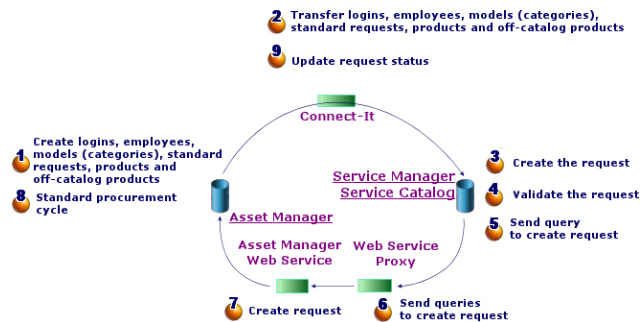 2 Transfer logins, employees, models (categories),
standard requests, products and off-catalog products
9 Update request status
Connect-It
1 Create logins, employees,
models (categories), standard
requests, products and
off-catalog products
8 Standard procurement
cycle
Asset Manager
Service Manager
Service Catalog
3 Create the request
4 Validate the request
5 Send query
to create request
Asset Manager
Web Service
Web Service
Proxy
7 Create request
6 Send queries
to create request